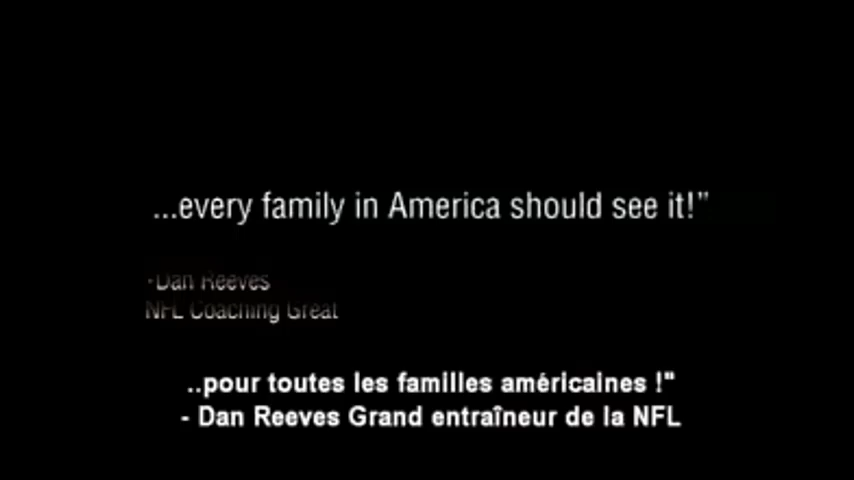 ...every family in America should see it!”
-Dan Reeves
NFL Coaching Great
..pour toutes les familles américaines !"
- Dan Reeves Grand entraîneur de la NFL